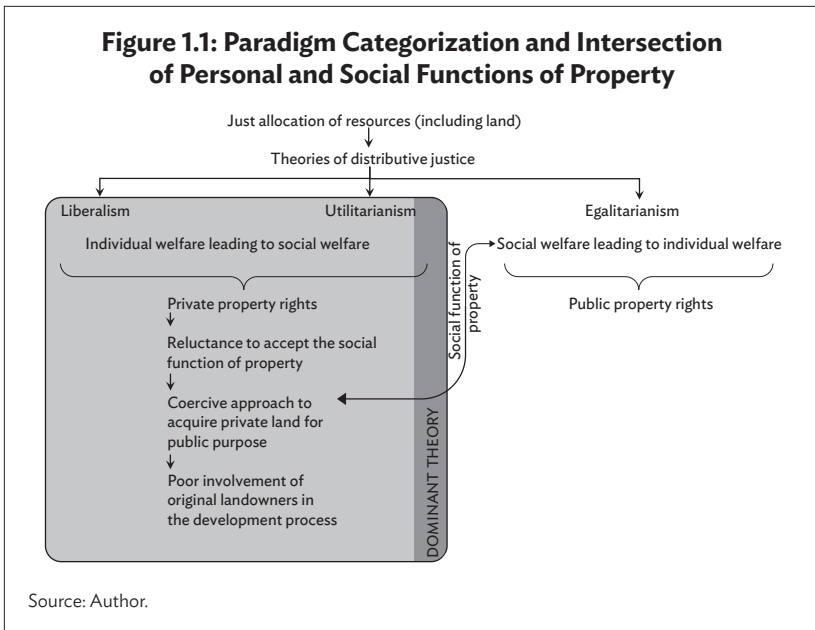 Figure 1.1: Paradigm Categorization and Intersection
of Personal and Social Functions of Property
Just allocation of resources (including land)
Theories of distributive justice
Liberalism
Utilitarianism
Egalitarianism
Individual welfare leading to social welfare
Social welfare leading to individual welfare
Social function of
property
Private property rights
Public property rights
Reluctance to accept the social
function of property
Coercive approach to
acquire private land for
public purpose
Poor involvement of
original landowners in
the development process
DOMINANT THEORY
Source: Author.